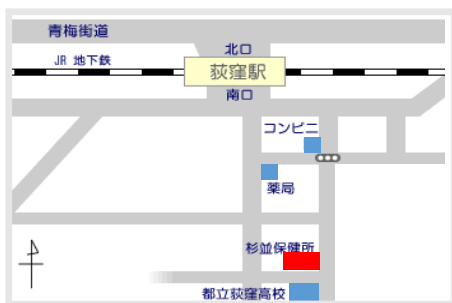 青梅街道
北口
JR 地下鉄
荻窪駅
南口
コンビニ
薬局
杉並保健所
都立荻窪高校